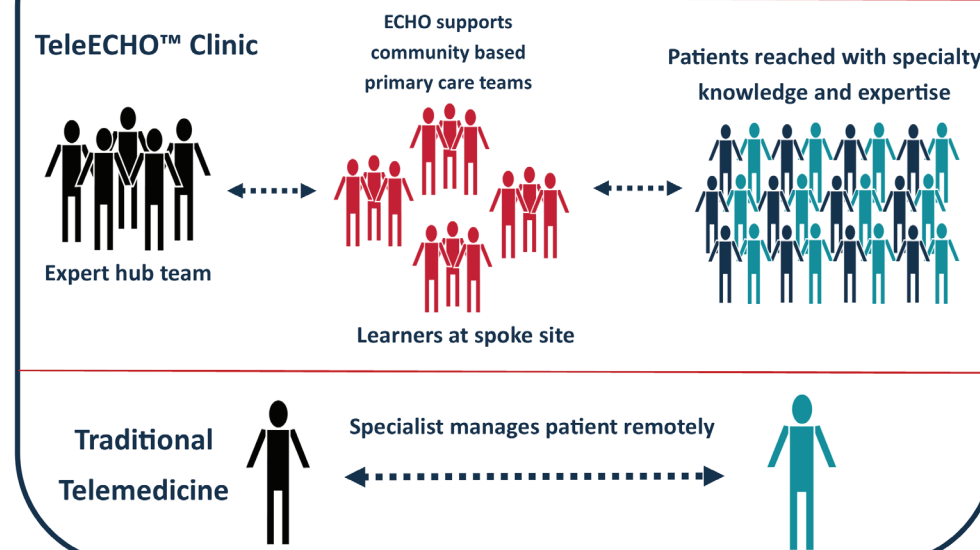 TeleECHO™ Clinic
ECHO supports
community based
primary care teams
Patients reached with specialty
knowledge and expertise
Expert hub team
Learners at spoke site
Traditional
Telemedicine
Specialist manages patient remotely